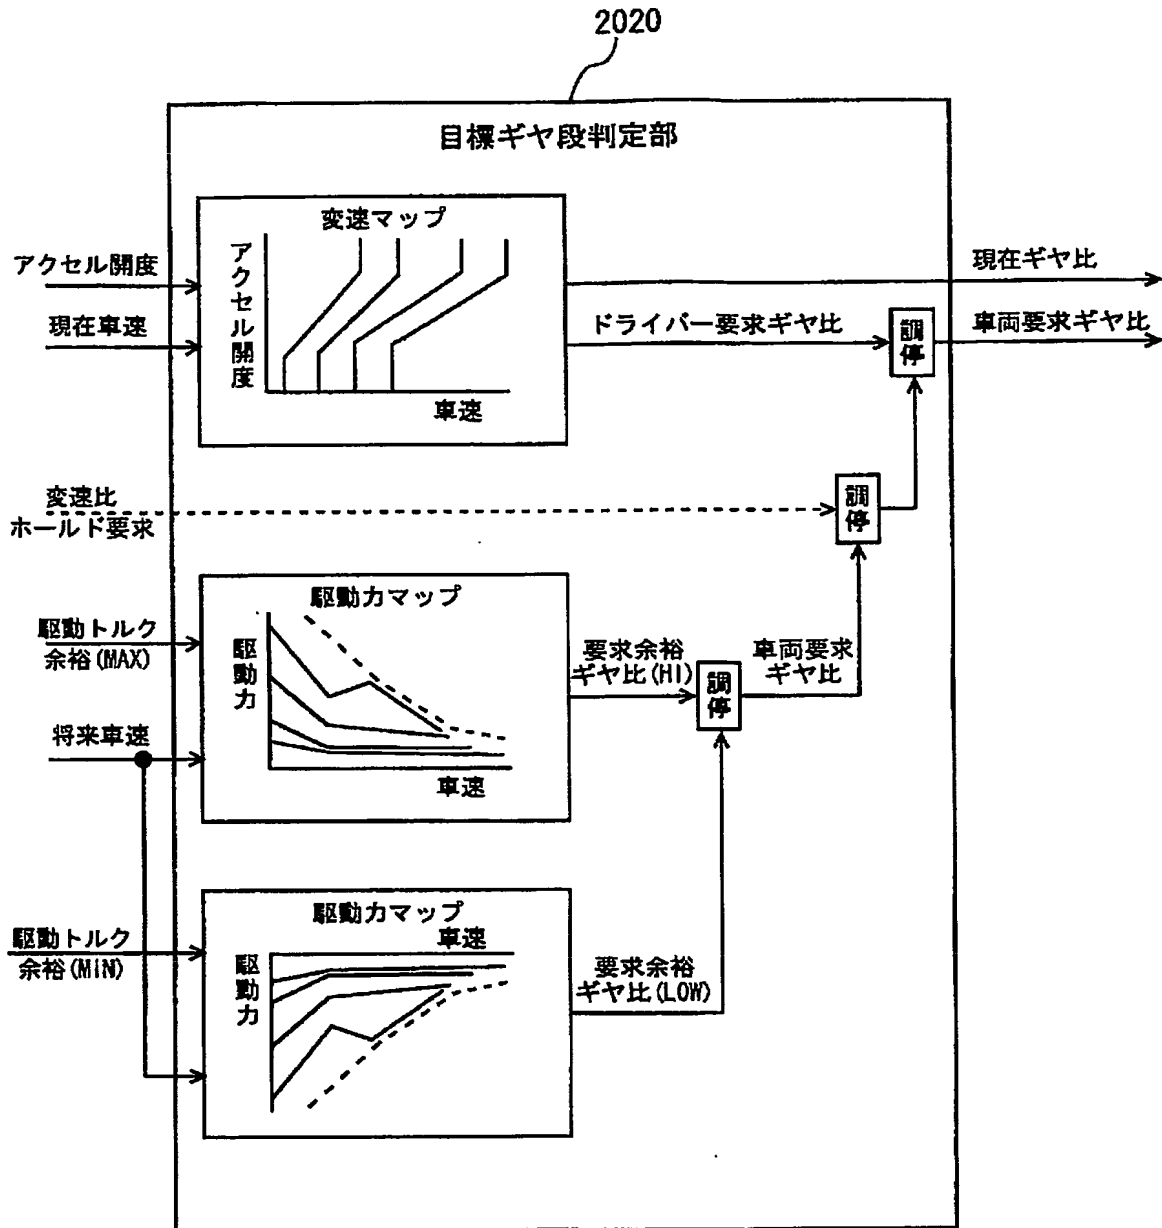 2020
目標ギヤ段判定部
変速マップ
アクセル開度
車速
アクセル開度
現在車速
現在ギヤ比
ドライバー要求ギヤ比
調停
車両要求ギヤ比
変速比
ホールド要求
調停
駆動力マップ
駆動力
車速
駆動トルク
余裕(MAX)
将来車速
要求余裕
ギヤ比(HI)
調停
車両要求
ギヤ比
駆動力マップ
車速
駆動力
駆動トルク
余裕(MIN)
要求余裕
ギヤ比(LOW)